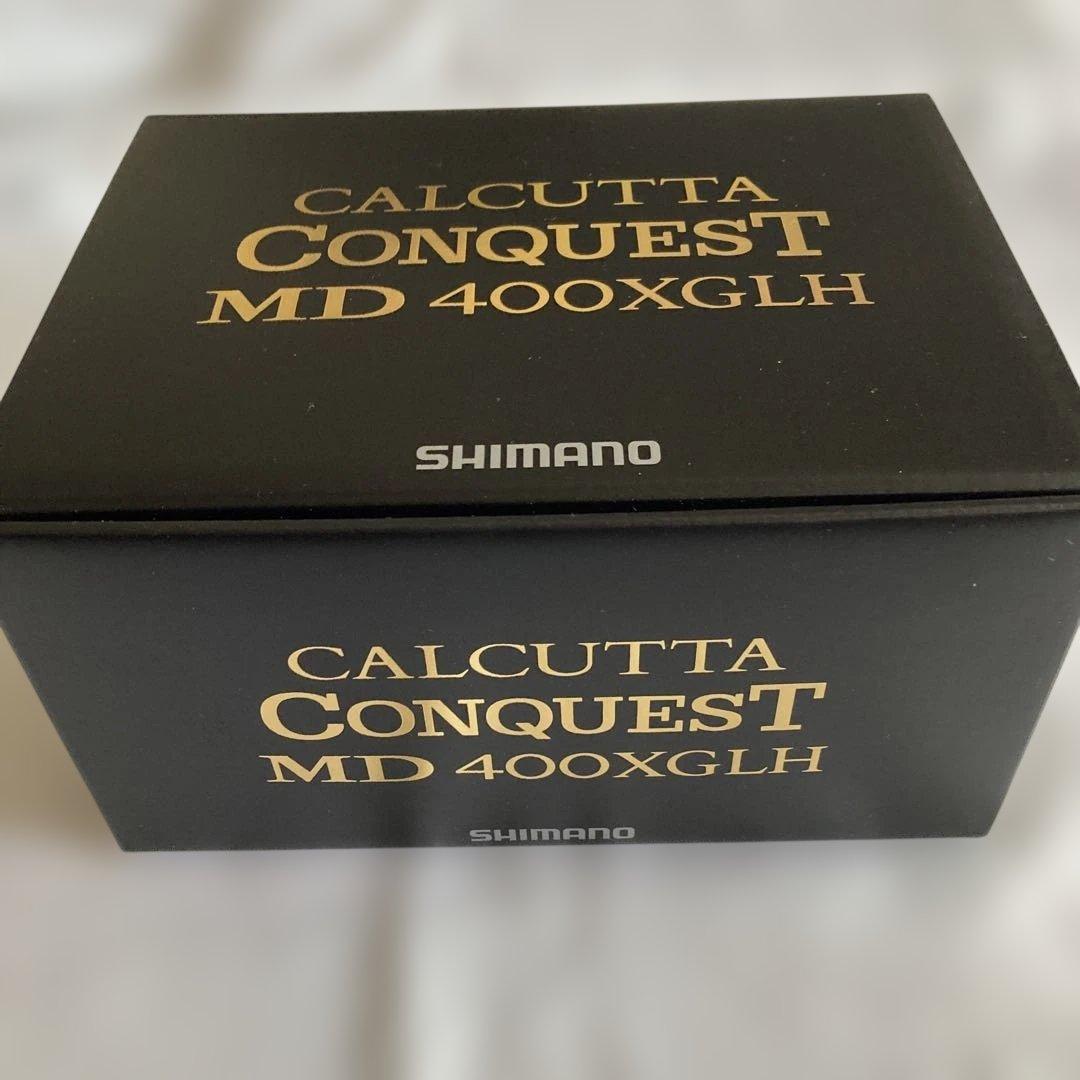 CALCUTTA
CONQUEST
MD 400XGLH
SHIMANO
CALCUTTA
CONQUEST
MD 400XGLH
SHIMANO